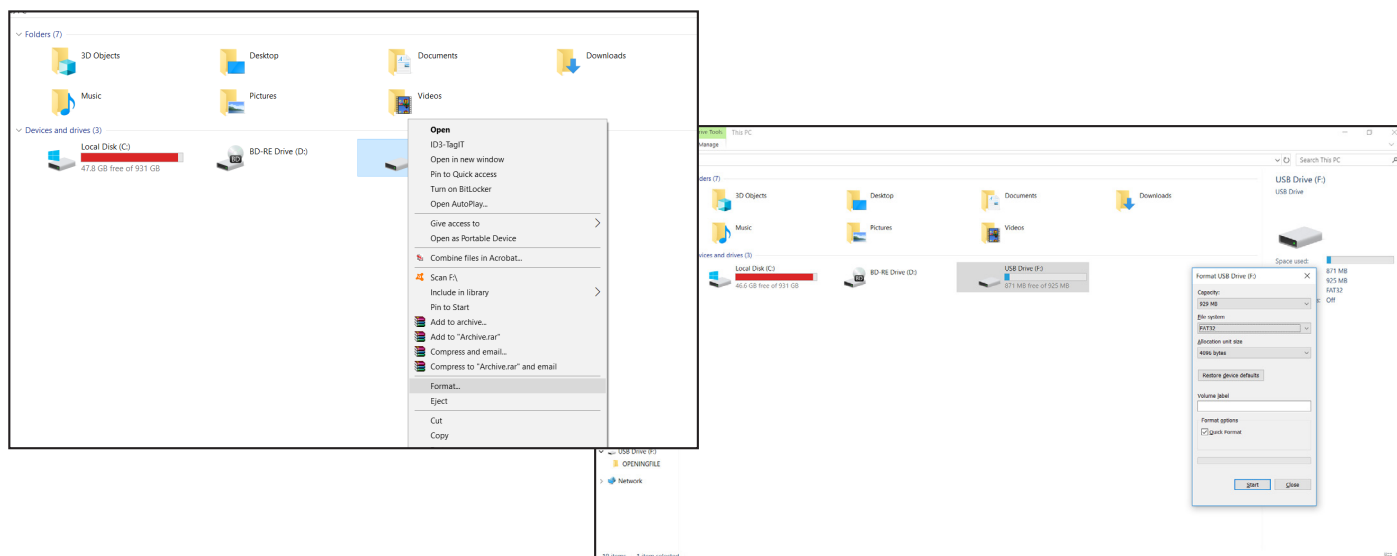 Folders (7)
3D Objects
Desktop
Documents
Downloads
Music
Pictures
Videos
Devices and drives (3)
Local Disk (C:)
47.8 GB free of 931 GB
BD-RE Drive (D:)
Open
ID3-TagIT
Open in new window
Pin to Quick access
Turn on BitLocker
Open AutoPlay...
Give access to
Open as Portable Device
Combine files in Acrobat...
Scan F:\
Include in library
Pin to Start
Add to archive...
Add to "Archive.rar"
Compress and email...
Compress to "Archive.rar" and email
Format...
Eject
Cut
Copy
Tools This PC
Manage
Search This PC
(7)
3D Objects
Desktop
Documents
Downloads
Music
Pictures
Videos
and drives (3)
Local Disk (C:)
46.6 GB free of 931 GB
BD-RE Drive (D:)
USB Drive (F:)
871 MB free of 925 MB
USB Drive (F:)
USB Drive
Space used:
871 MB
925 MB
FAT32
Off
Format USB Drive (F:)
Capacity:
929 MB
File system
FAT32
Allocation unit size
4096 bytes
Restore device defaults
Volume label
Format options
Quick Format
Start Close
USB Drive (F:)
OPENINGFILE
Network